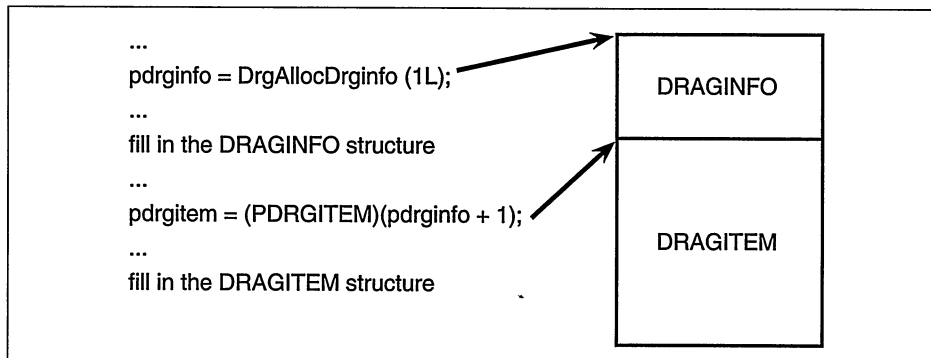 ...
pdrginfo = DrgAllocDrginfo (1L);
...
fill in the DRAGINFO structure
...
pdrgitem = (PDRGITEM)(pdrginfo + 1);
...
fill in the DRAGITEM structure
DRAGINFO
DRAGITEM